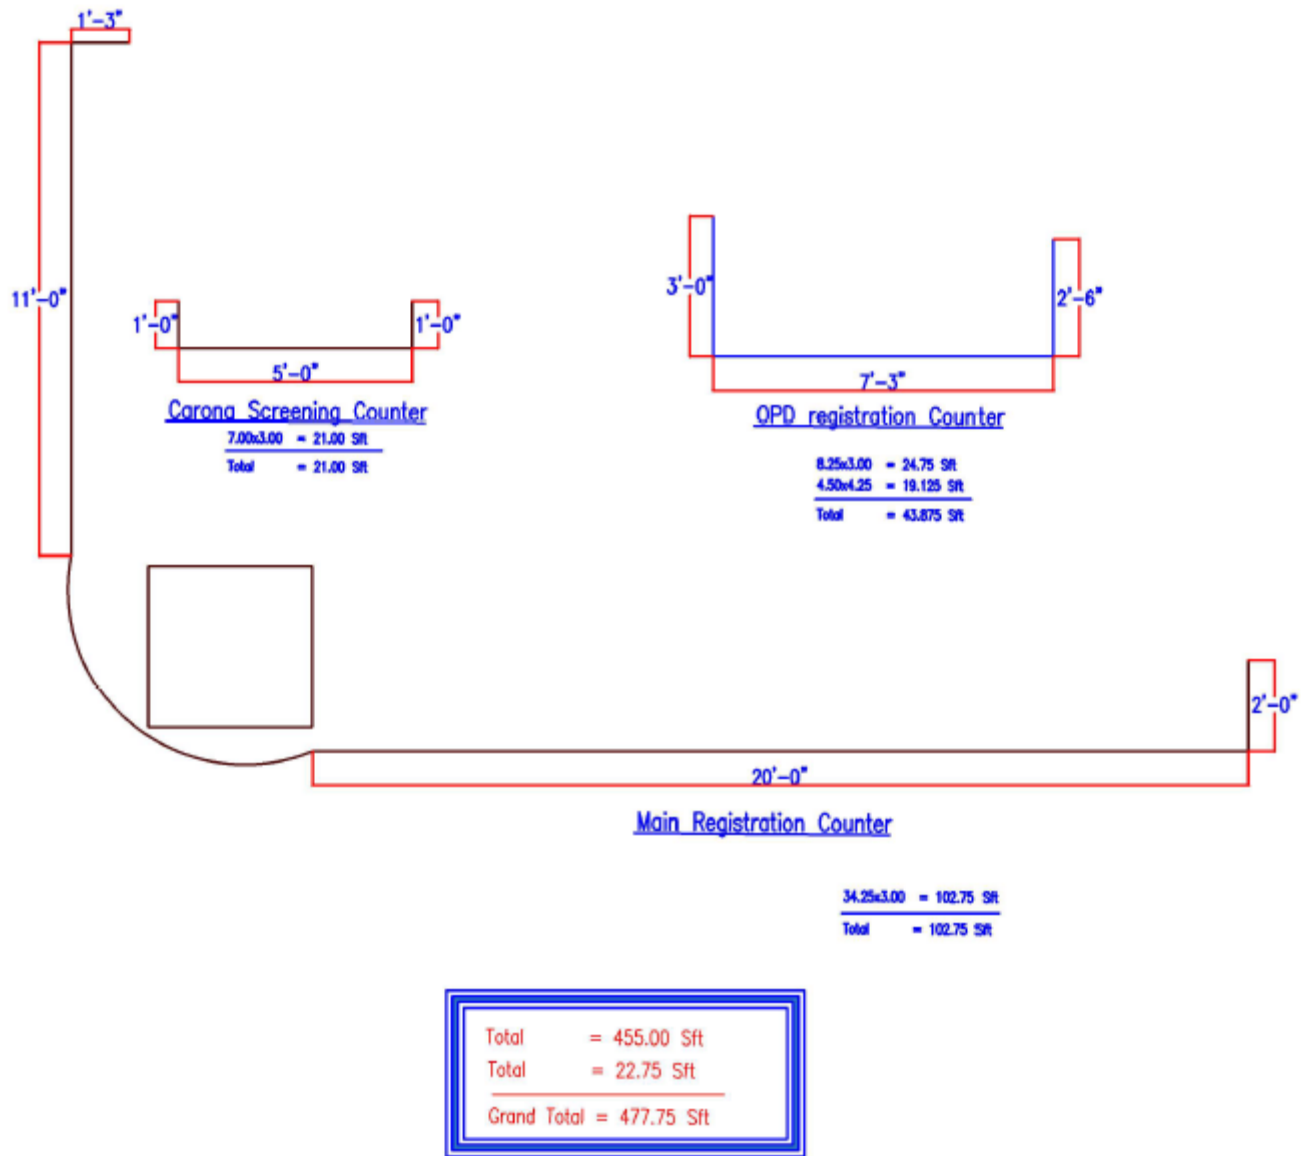 1'-3"
11'-0"
1'-0"
1'-0"
5'-0"
Carona Screening Counter
7.00x3.00 = 21.00 Sft
Total = 21.00 Sft
3'-0"
2'-6"
7'-3"
OPD registration Counter
8.25x3.00 = 24.75 Sft
4.50x4.25 = 19.125 Sft
Total = 43.875 Sft
2'-0"
20'-0"
Main Registration Counter
34.25x3.00 = 102.75 Sft
Total = 102.75 Sft
Total = 455.00 Sft
Total = 22.75 Sft
Grand Total = 477.75 Sft